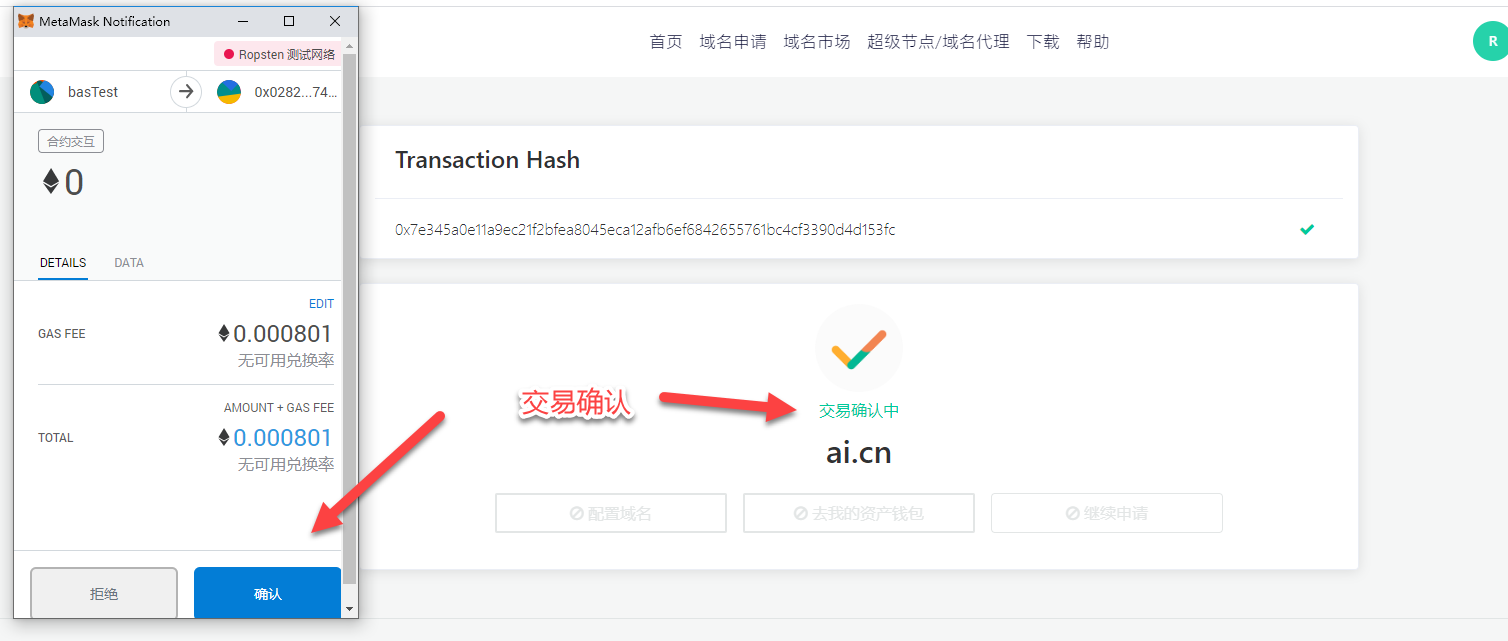 MetaMask Notification
Ropsten 测试网络
basTest
0x0282...74...
合约交互
0
DETAILS
DATA
EDIT
GAS FEE
0.000801
无可用兑换率
AMOUNT + GAS FEE
TOTAL
0.000801
无可用兑换率
拒绝
确认
首页 域名申请 域名市场 超级节点/域名代理 下载 帮助
R
Transaction Hash
0x7e345a0e11a9ec21f2bfea8045eca12afb6ef6842655761bc4cf3390d4d153fc
交易确认
交易确认中
ai.cn
配置域名
去我的资产钱包
继续申请